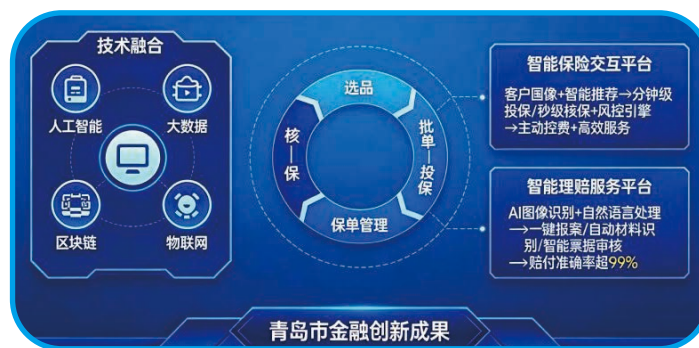 技术融合
人工智能
大数据
区块链
物联网
选品
核—保
批单—投保
保单管理
智能保险交互平台
客户国像+智能推荐→分钟级
投保/秒级核保+风控引擎
→主动控费+高效服务
智能理赔服务平台
AI图像识别+自然语言处理
→一键报案/自动材料识
别/智能票据审核
→赔付准确率超99%
青岛市金融创新成果